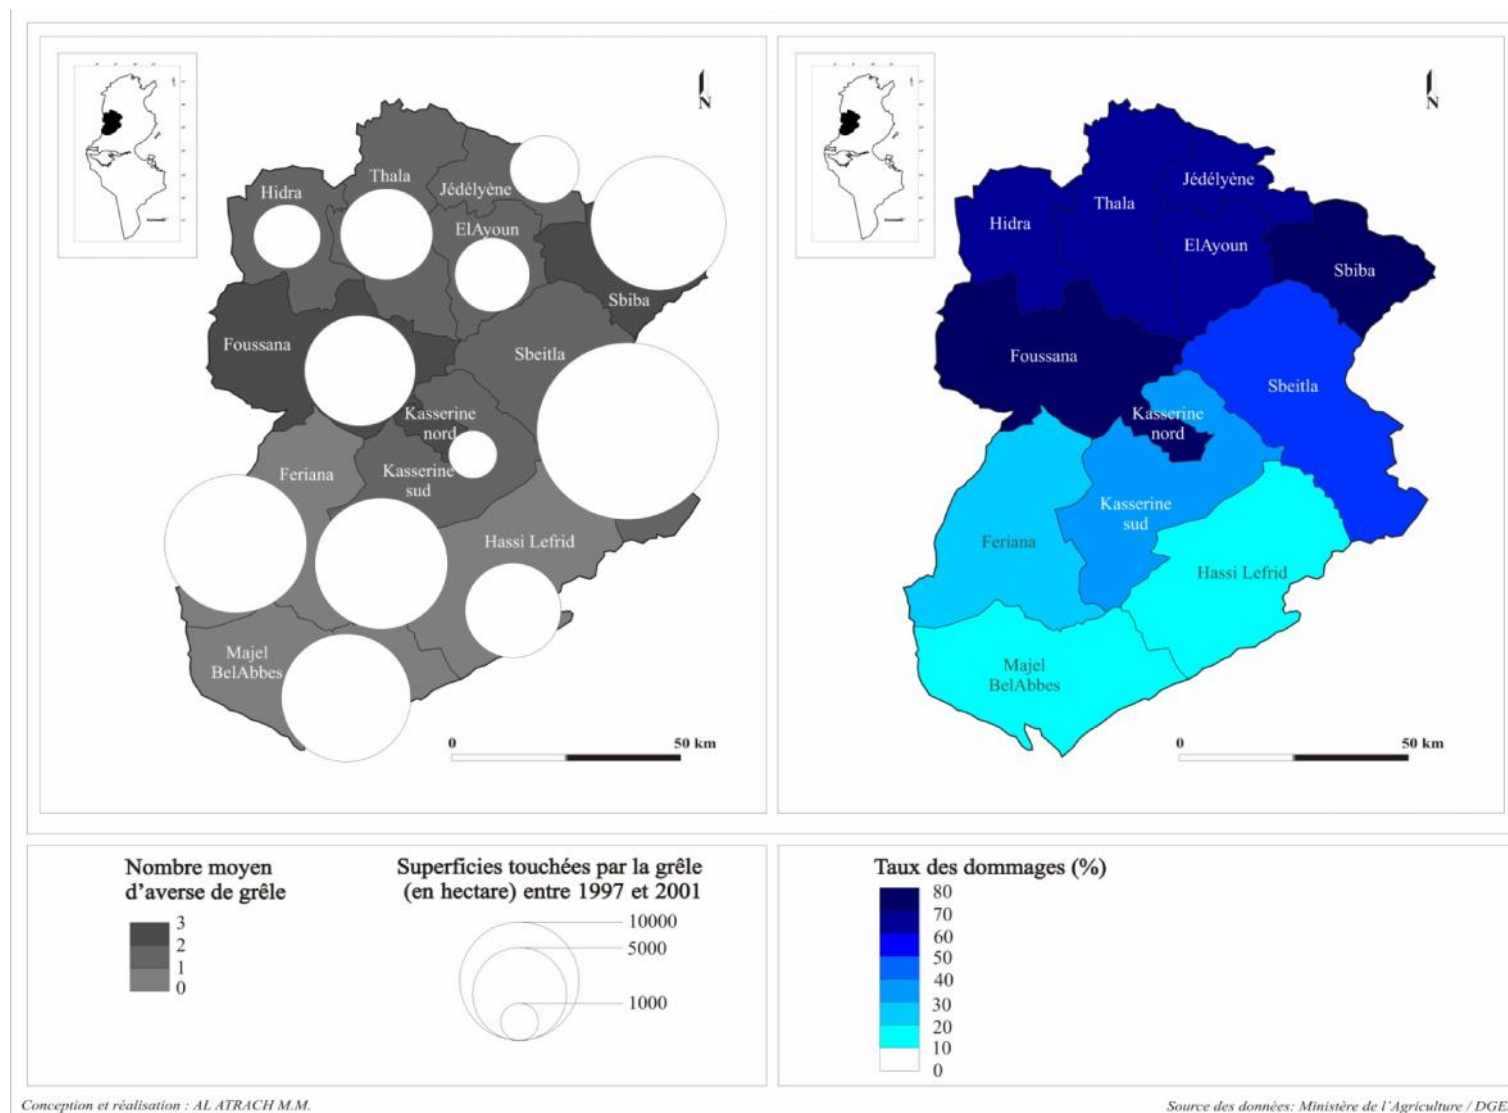 N
Hidra
Thala
Jédélyène
ElAyoun
Sbiba
Foussana
Sbeitla
Kasserine
nord
Kasserine
sud
Feriana
Hassi Lefrid
Majel
BelAbbes
0 50 km
N
Hidra
Thala
Jédélyène
ElAyoun
Sbiba
Foussana
Sbeitla
Kasserine
nord
Kasserine
sud
Feriana
Hassi Lefrid
Majel
BelAbbes
0 50 km
Nombre moyen
d'averse de grêle
3
2
1
0
Superficies touchées par la grêle
(en hectare) entre 1997 et 2001
10000
5000
1000
Taux des dommages (%)
80
70
60
50
40
30
20
10
0
Conception et réalisation : AL ATRACH M.M.
Source des données: Ministère de l'Agriculture / DGE